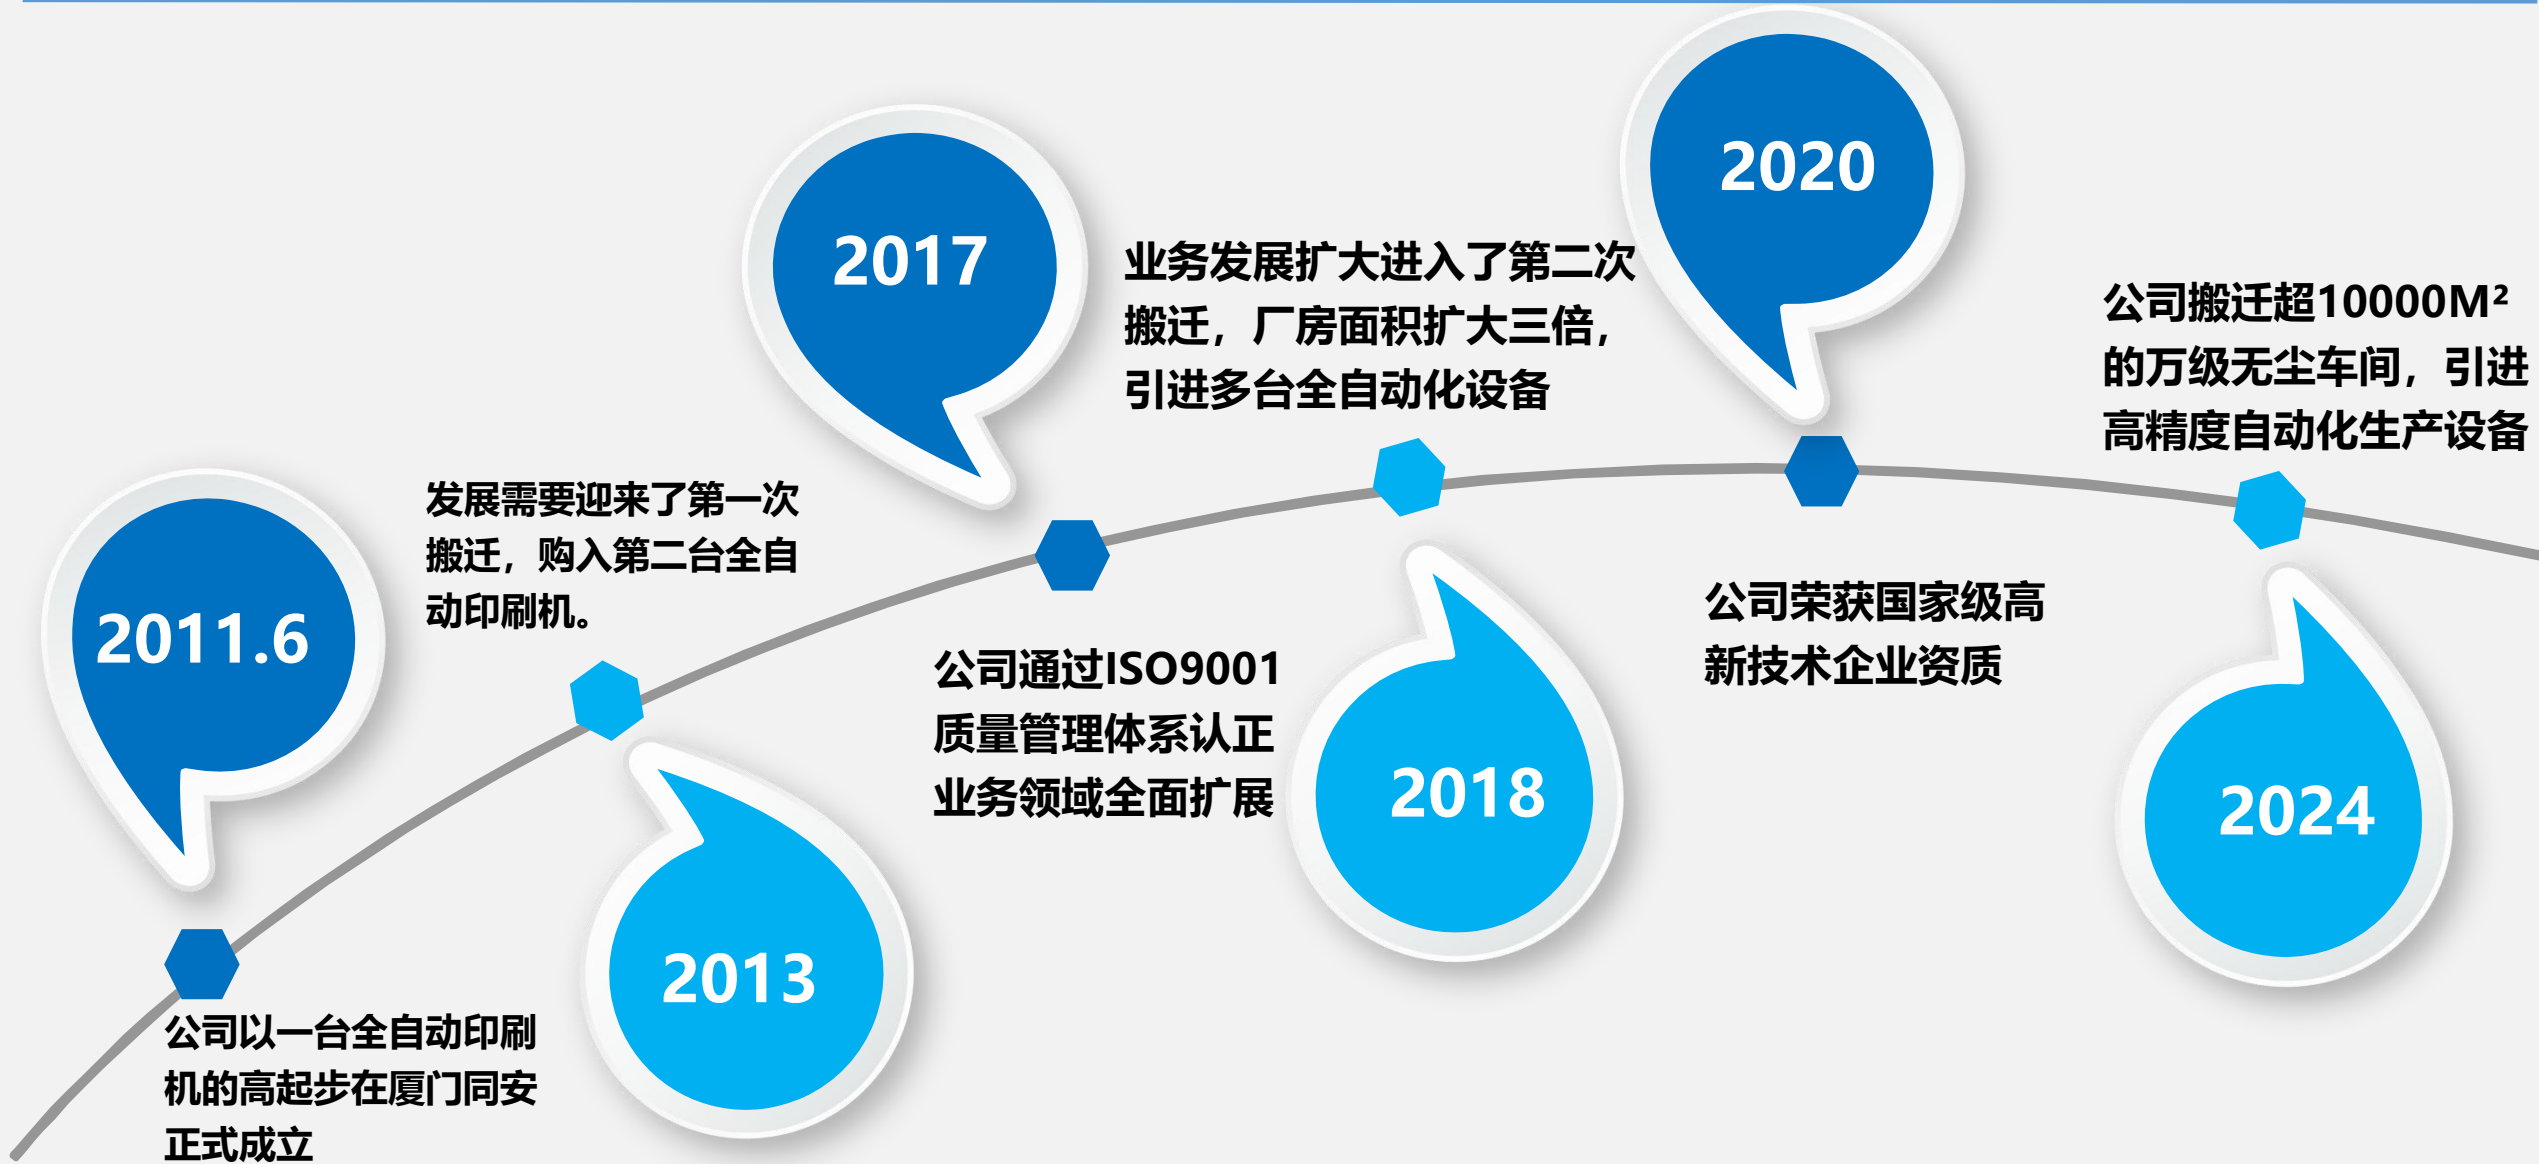 2011.6
公司以一台全自动印刷
机的高起步在厦门同安
正式成立
发展需要迎来了第一次
搬迁，购入第二台全自
动印刷机。
2013
2017
公司通过ISO9001
质量管理体系认正
业务领域全面扩展
业务发展扩大进入了第二次
搬迁，厂房面积扩大三倍，
引进多台全自动化设备
2018
2020
公司荣获国家级高
新技术企业资质
公司搬迁超10000M²
的万级无尘车间，引进
高精度自动化生产设备
2024